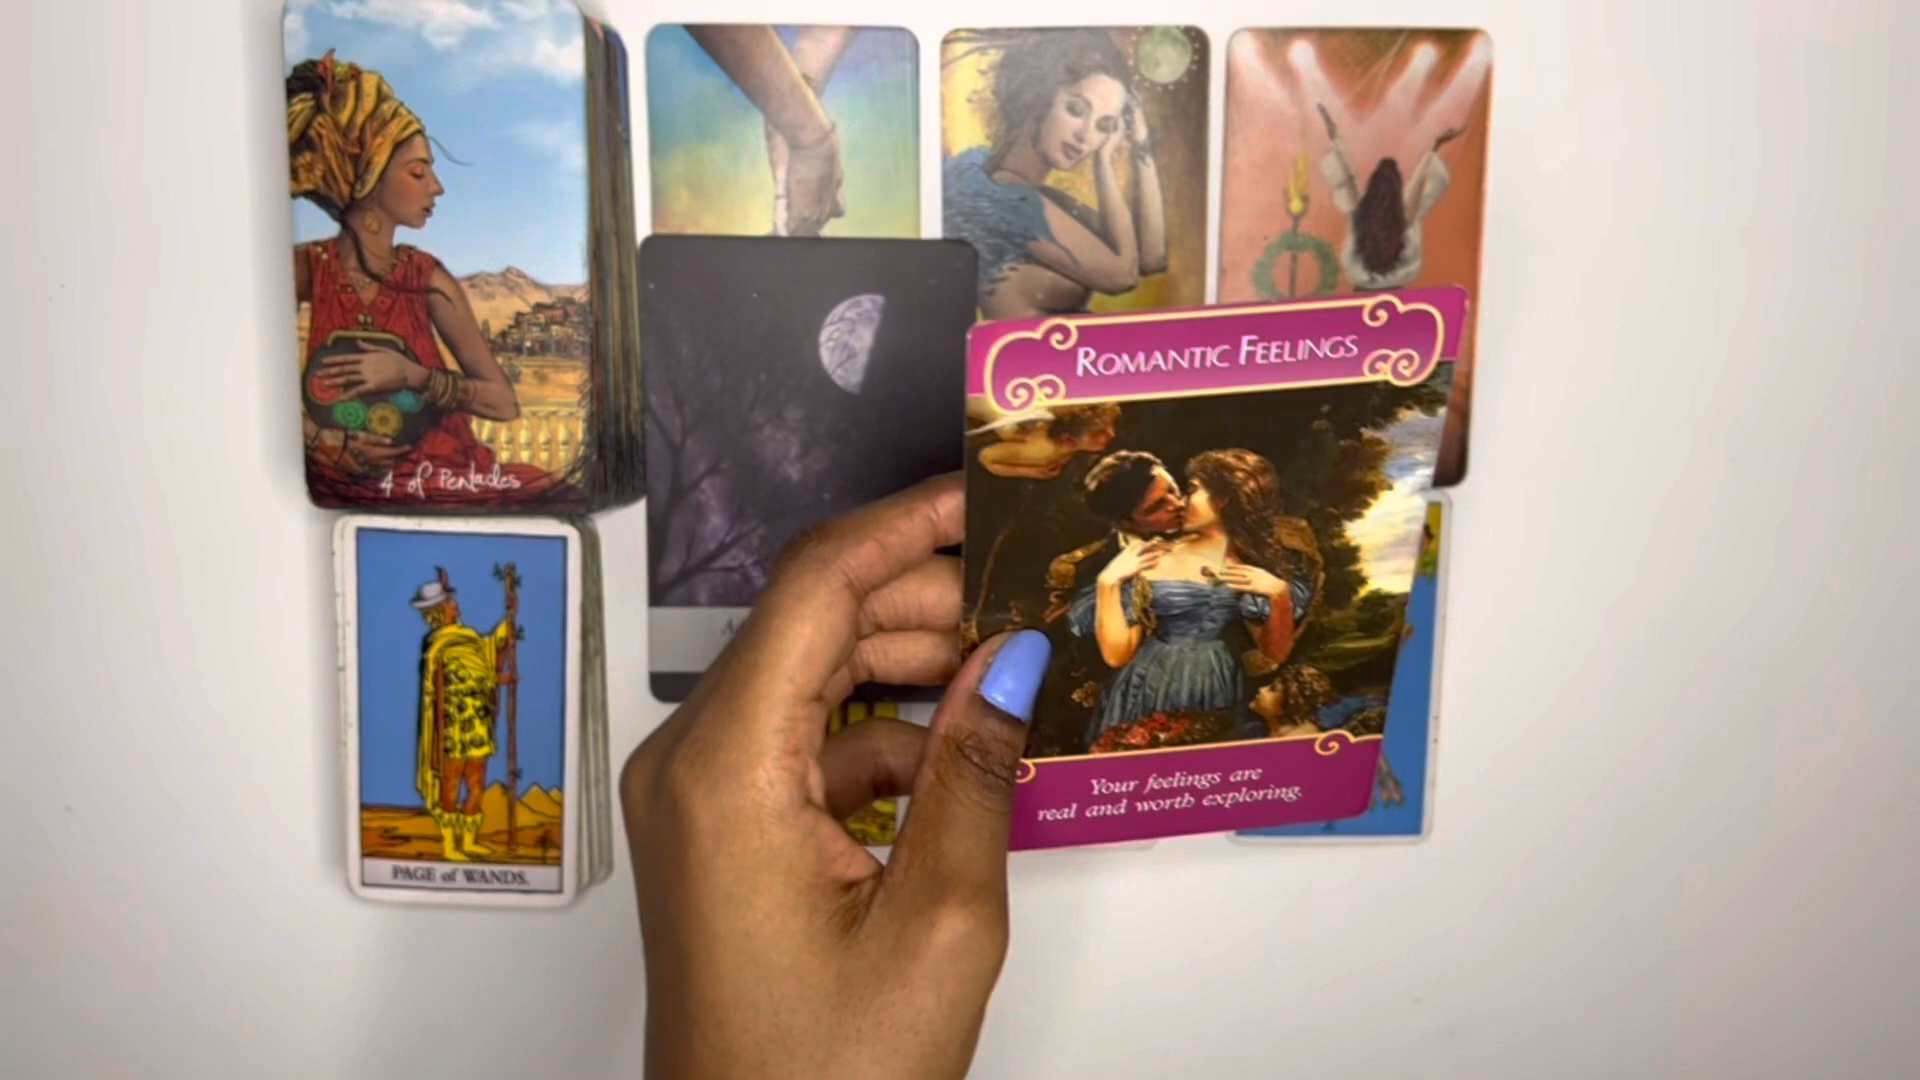 4 of Pentacles
ROMANTIC FEELINGS
Your feelings are
real and worth exploring.
PAGE of WANDS.